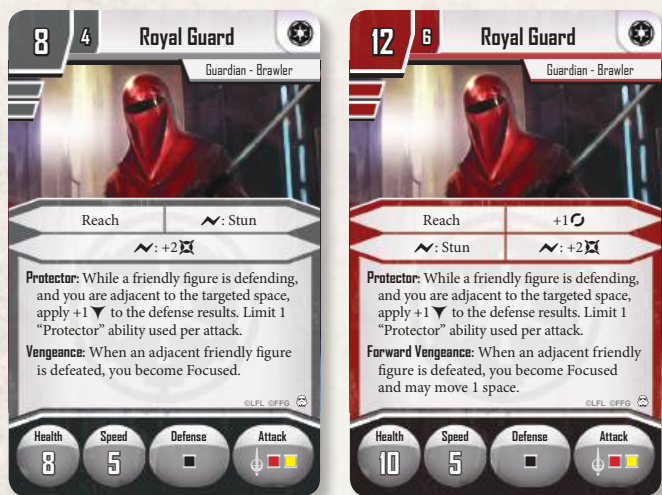 8 4 Royal Guard
Guardian - Brawler
Reach : Stun
: +2
Protector: While a friendly figure is defending,
and you are adjacent to the targeted space,
apply +1 to the defense results. Limit 1
"Protector" ability used per attack.
Vengeance: When an adjacent friendly figure
is defeated, you become Focused.
©LFL ©FFG
Health Speed Defense Attack
8 5
12 6 Royal Guard
Guardian - Brawler
Reach +1
: Stun : +2
Protector: While a friendly figure is defending,
and you are adjacent to the targeted space,
apply +1 to the defense results. Limit 1
"Protector" ability used per attack.
Forward Vengeance: When an adjacent friendly
figure is defeated, you become Focused
and may move 1 space.
©LFL ©FFG
Health Speed Defense Attack
10 5